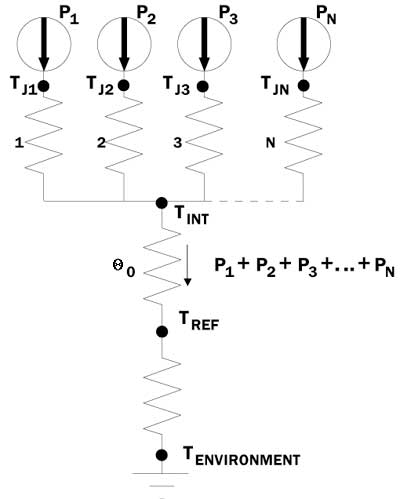 P1 P2 P3 PN
TJ1 TJ2 TJ3 TJN
1 2 3 N
TINT
Θ0 P1 + P2 + P3 +...+ PN
TREF
TENVIRONMENT